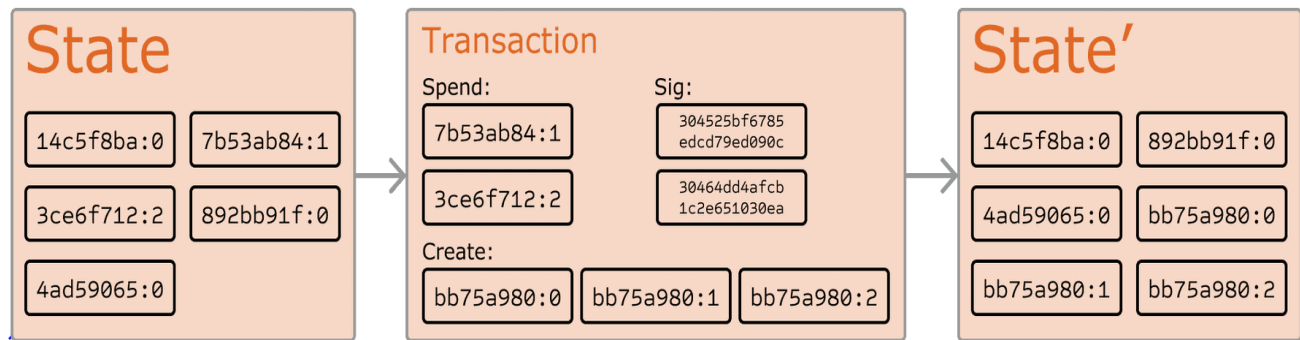 State
14c5f8ba:0 7b53ab84:1
3ce6f712:2 892bb91f:0
4ad59065:0
Transaction
Spend: Sig:
7b53ab84:1 304525bf6785
edcd79ed090c
3ce6f712:2 30464dd4afcb
1c2e651030ea
Create:
bb75a980:0 bb75a980:1 bb75a980:2
State′
14c5f8ba:0 892bb91f:0
4ad59065:0 bb75a980:0
bb75a980:1 bb75a980:2